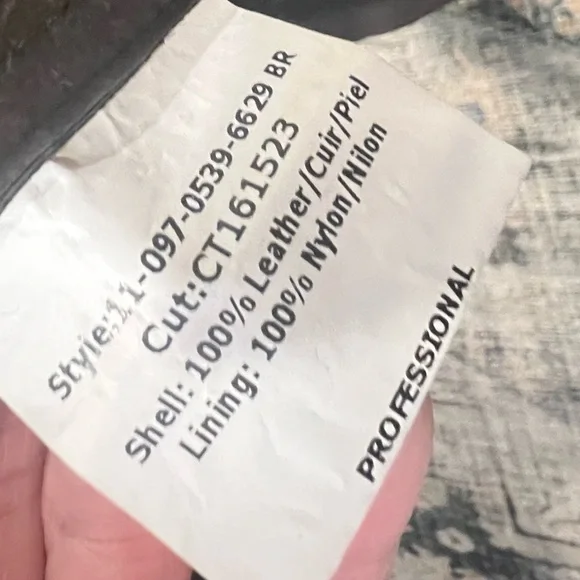 Style:11-097-0539-6629 BR
Cut:CT161523
Shell: 100% Leather/Cuir/Piel
Lining: 100% Nylon/Nilon
PROFESSIONAL